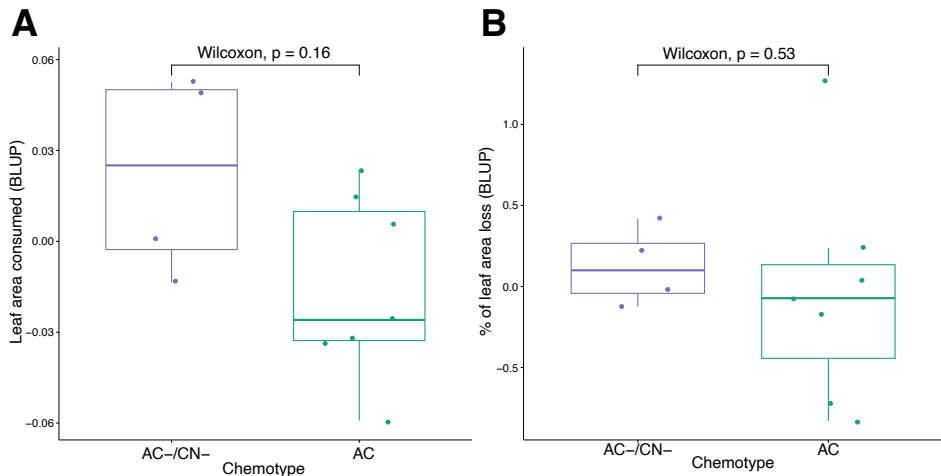 A
Wilcoxon, p = 0.16
Leaf area consumed (BLUP)
0.06
0.03
0.00
−0.03
−0.06
AC−/CN−
AC
Chemotype
B
Wilcoxon, p = 0.53
% of leaf area loss (BLUP)
1.0
0.5
0.0
−0.5
AC−/CN−
AC
Chemotype